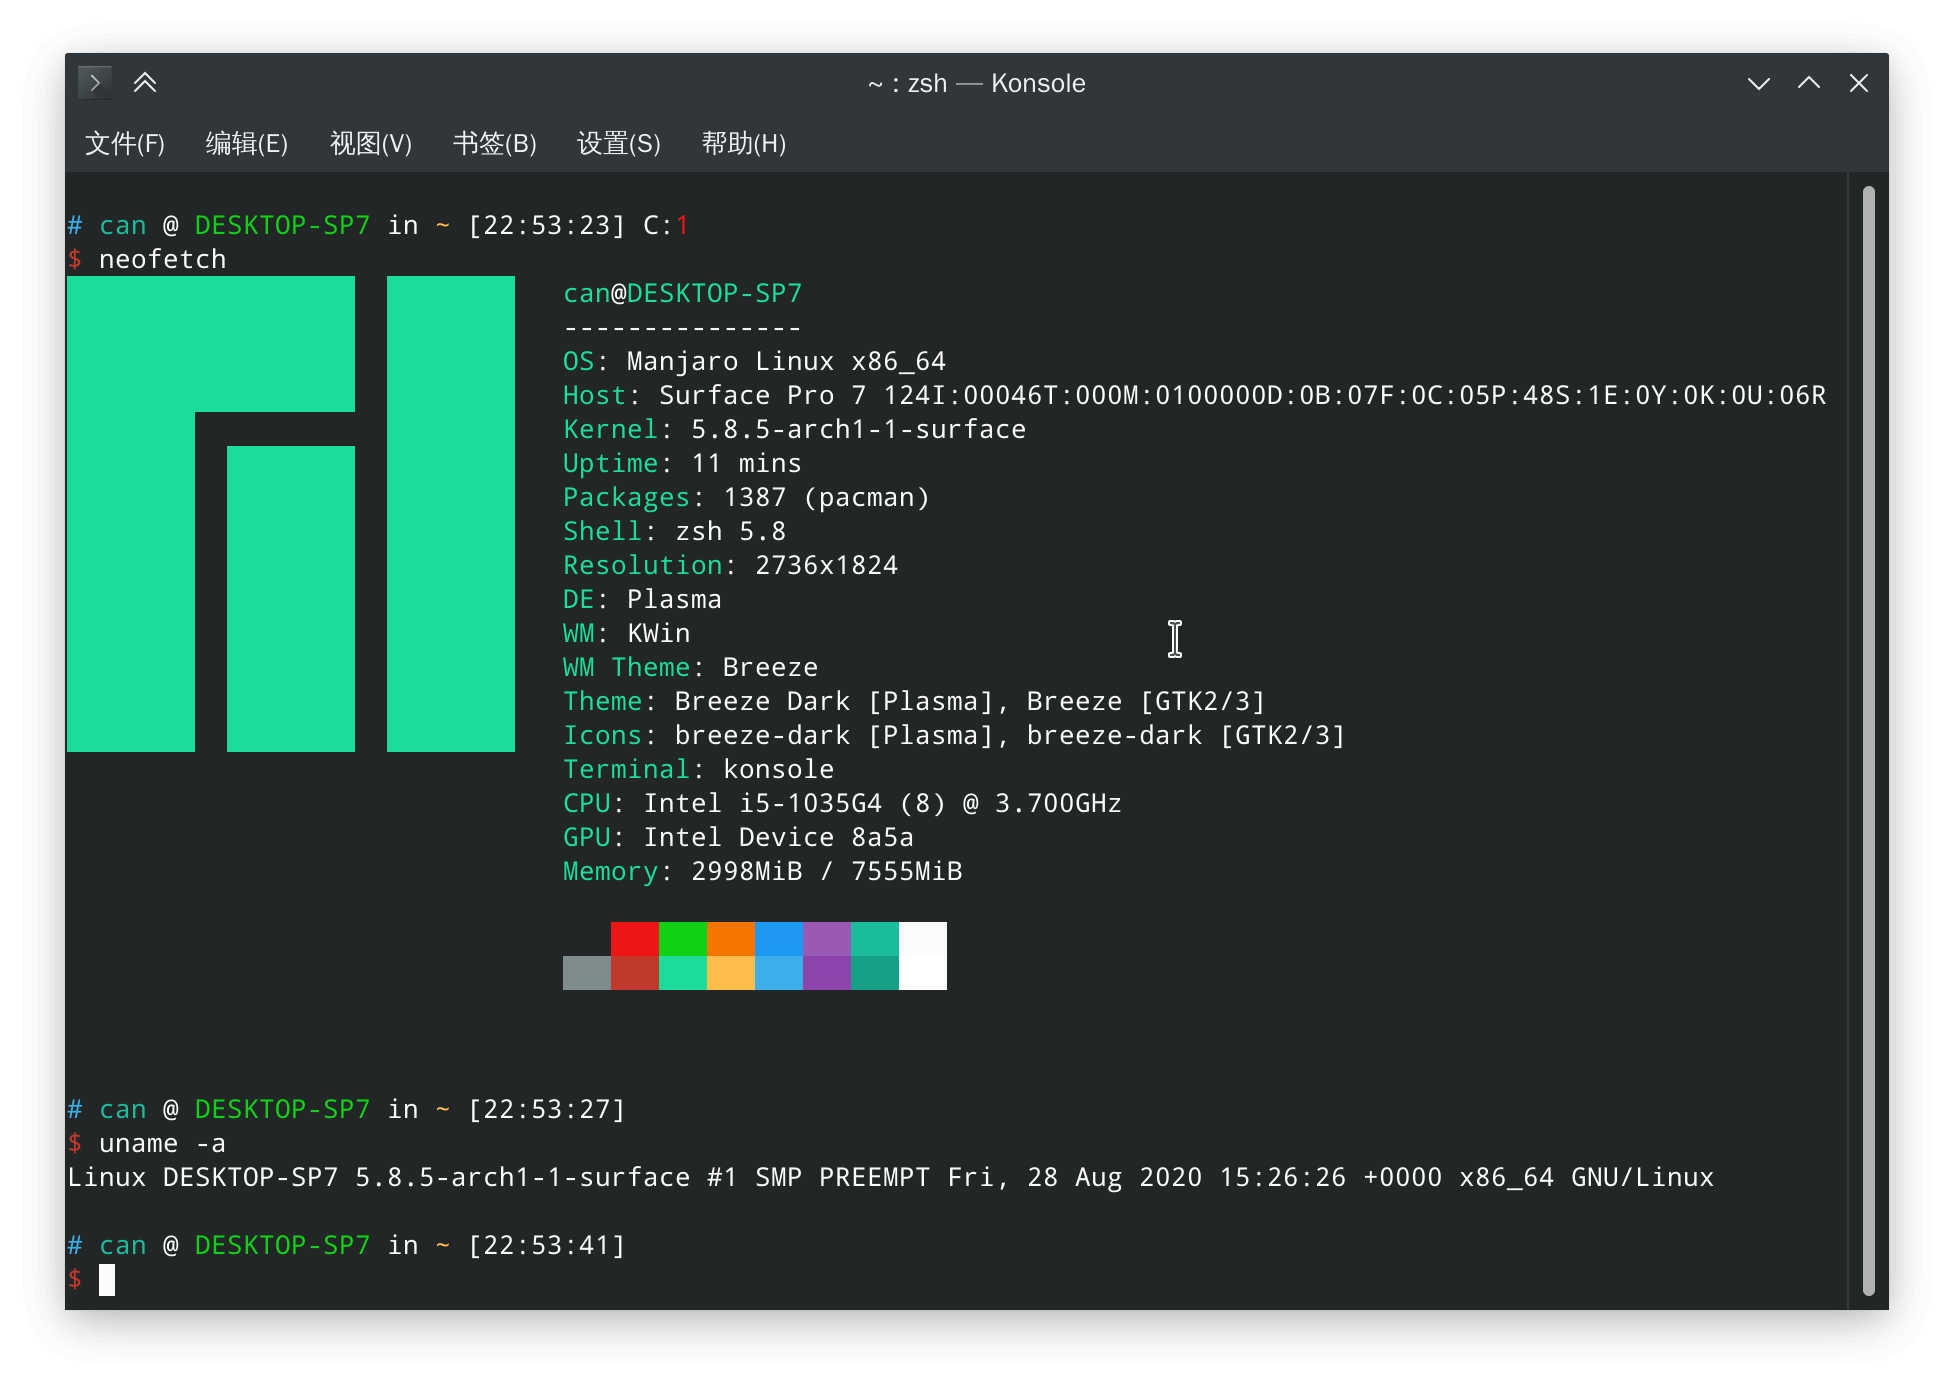 ~ : zsh — Konsole
文件(F) 编辑(E) 视图(V) 书签(B) 设置(S) 帮助(H)
# can @ DESKTOP-SP7 in ~ [22:53:23] C:1
$ neofetch
can@DESKTOP-SP7
---------------
OS: Manjaro Linux x86_64
Host: Surface Pro 7 124I:00046T:000M:0100000D:0B:07F:0C:05P:48S:1E:0Y:0K:0U:06R
Kernel: 5.8.5-arch1-1-surface
Uptime: 11 mins
Packages: 1387 (pacman)
Shell: zsh 5.8
Resolution: 2736x1824
DE: Plasma
WM: KWin
WM Theme: Breeze
Theme: Breeze Dark [Plasma], Breeze [GTK2/3]
Icons: breeze-dark [Plasma], breeze-dark [GTK2/3]
Terminal: konsole
CPU: Intel i5-1035G4 (8) @ 3.700GHz
GPU: Intel Device 8a5a
Memory: 2998MiB / 7555MiB
# can @ DESKTOP-SP7 in ~ [22:53:27]
$ uname -a
Linux DESKTOP-SP7 5.8.5-arch1-1-surface #1 SMP PREEMPT Fri, 28 Aug 2020 15:26:26 +0000 x86_64 GNU/Linux
# can @ DESKTOP-SP7 in ~ [22:53:41]
$